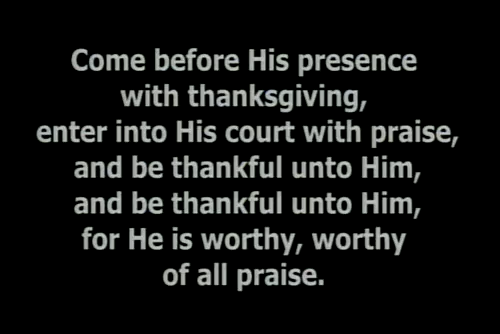 Come before His presence
with thanksgiving,
enter into His court with praise,
and be thankful unto Him,
and be thankful unto Him,
for He is worthy, worthy
of all praise.